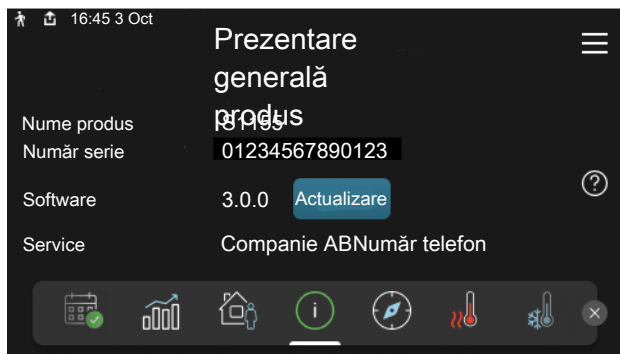 16:45 3 Oct
Prezentare
generală
produs
Nume produs S1155
Număr serie 01234567890123
Software 3.0.0 Actualizare
Service Companie ABNumăr telefon